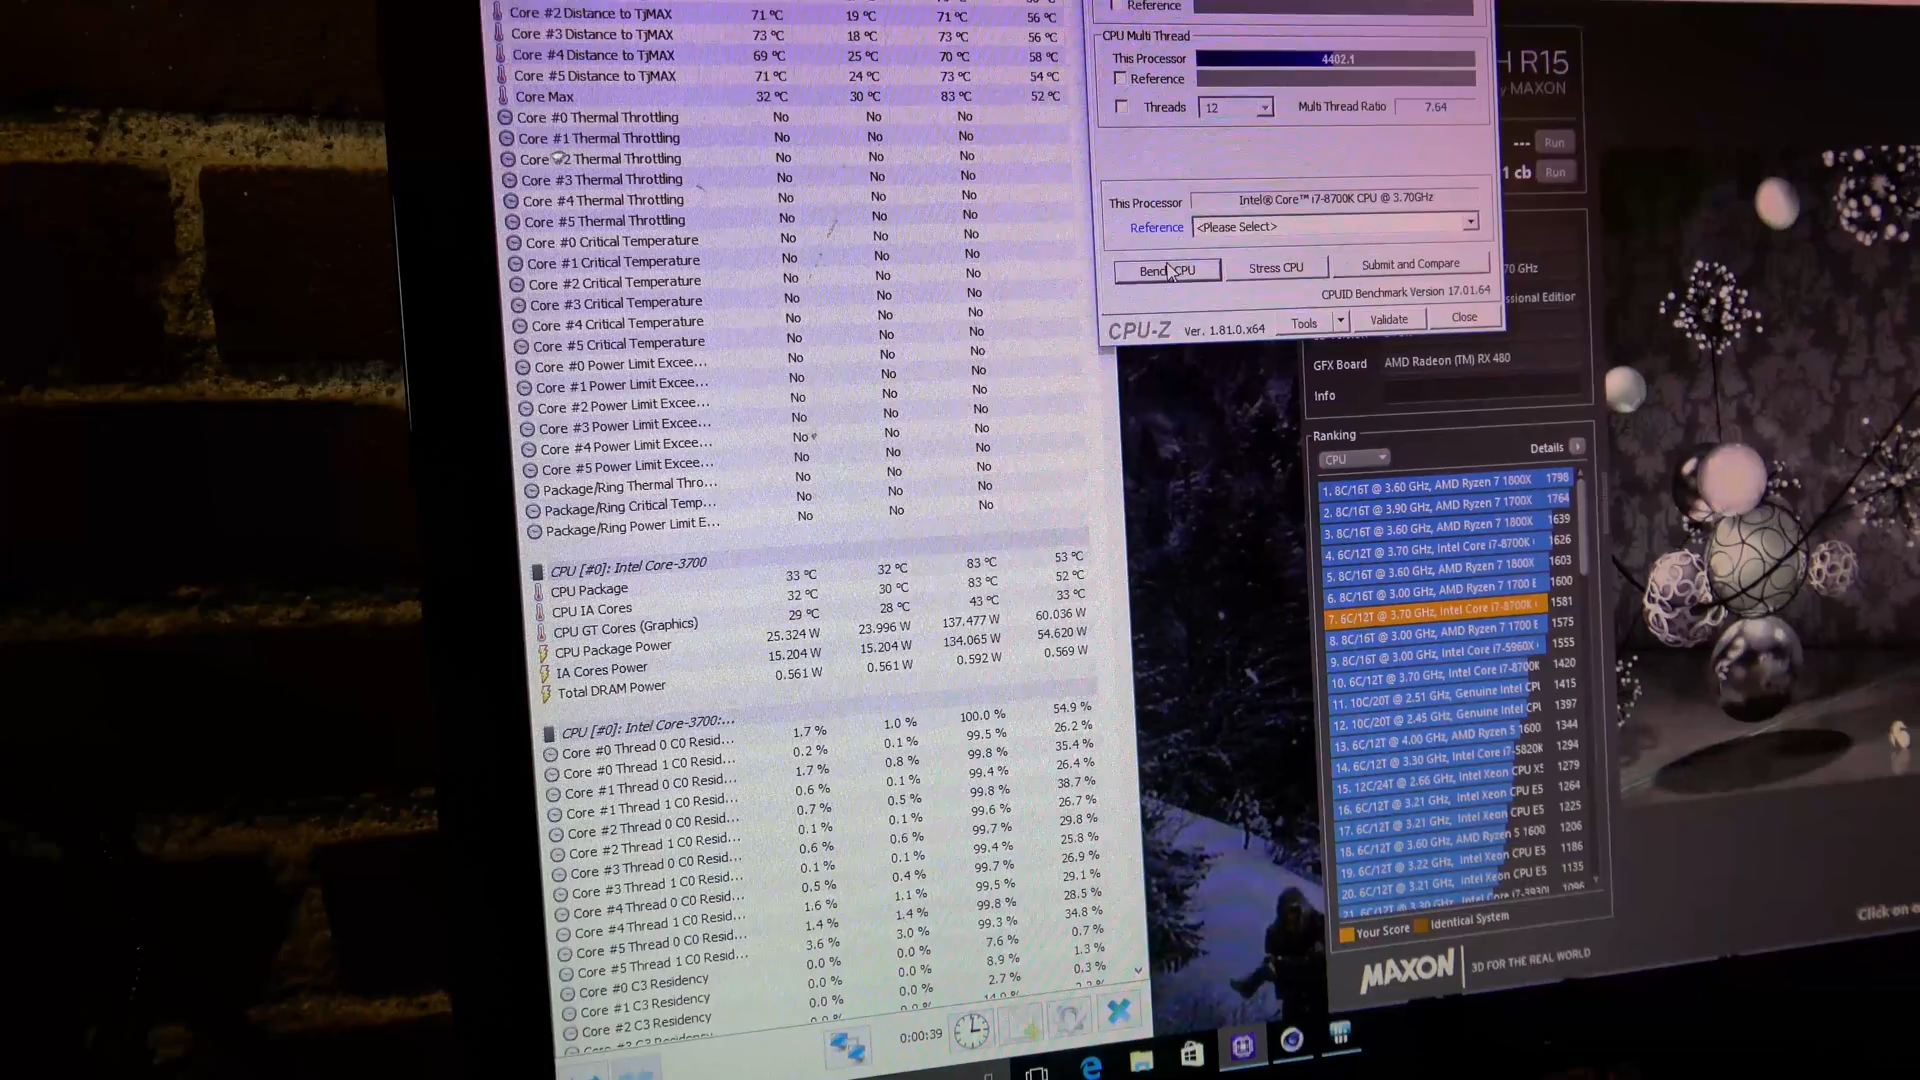 Core #2 Distance to TjMAX 71 °C 19 °C 71 °C 56 °C
Core #3 Distance to TjMAX 73 °C 18 °C 73 °C 56 °C
Core #4 Distance to TjMAX 69 °C 25 °C 70 °C 58 °C
Core #5 Distance to TjMAX 71 °C 24 °C 73 °C 54 °C
Core Max 32 °C 30 °C 83 °C 52 °C
Core #0 Thermal Throttling No No No
Core #1 Thermal Throttling No No No
Core #2 Thermal Throttling No No No
Core #3 Thermal Throttling No No No
Core #4 Thermal Throttling No No No
Core #5 Thermal Throttling No No No
Core #0 Critical Temperature No No No
Core #1 Critical Temperature No No No
Core #2 Critical Temperature No No No
Core #3 Critical Temperature No No No
Core #4 Critical Temperature No No No
Core #5 Critical Temperature No No No
Core #0 Power Limit Excee... No No No
Core #1 Power Limit Excee... No No No
Core #2 Power Limit Excee... No No No
Core #3 Power Limit Excee... No No No
Core #4 Power Limit Excee... No No No
Core #5 Power Limit Excee... No No No
Package/Ring Thermal Thro... No No No
Package/Ring Critical Temp... No No No
Package/Ring Power Limit E... No No No
CPU [#0]: Intel Core-3700
CPU Package 33 °C 32 °C 83 °C 53 °C
CPU IA Cores 32 °C 30 °C 83 °C 52 °C
CPU GT Cores (Graphics) 29 °C 28 °C 43 °C 33 °C
CPU Package Power 25.324 W 23.996 W 137.477 W 60.036 W
IA Cores Power 15.204 W 15.204 W 134.065 W 54.620 W
Total DRAM Power 0.561 W 0.561 W 0.592 W 0.569 W
CPU [#0]: Intel Core-3700:...
Core #0 Thread 0 C0 Resid... 1.7 % 1.0 % 100.0 % 54.9 %
Core #0 Thread 1 C0 Resid... 0.2 % 0.1 % 99.5 % 26.2 %
Core #1 Thread 0 C0 Resid... 1.7 % 0.8 % 99.8 % 35.4 %
Core #1 Thread 1 C0 Resid... 0.6 % 0.1 % 99.4 % 26.4 %
Core #2 Thread 0 C0 Resid... 0.7 % 0.5 % 99.8 % 38.7 %
Core #2 Thread 1 C0 Resid... 0.1 % 0.1 % 99.6 % 26.7 %
Core #3 Thread 0 C0 Resid... 0.6 % 0.6 % 99.7 % 29.8 %
Core #3 Thread 1 C0 Resid... 0.1 % 0.1 % 99.4 % 25.8 %
Core #4 Thread 0 C0 Resid... 0.5 % 0.4 % 99.7 % 26.9 %
Core #4 Thread 1 C0 Resid... 1.6 % 1.1 % 99.5 % 29.1 %
Core #5 Thread 0 C0 Resid... 1.4 % 1.4 % 99.8 % 28.5 %
Core #5 Thread 1 C0 Resid... 3.6 % 3.0 % 99.3 % 34.8 %
Core #0 C3 Residency 0.0 % 0.0 % 7.6 % 0.7 %
Core #1 C3 Residency 0.0 % 0.0 % 8.9 % 1.3 %
Core #2 C3 Residency 0.0 % 0.0 % 2.7 % 0.3 %
0:00:39
Reference
CPU Multi Thread
This Processor 4402.1
Reference
Threads 12 Multi Thread Ratio 7.64
This Processor Intel® Core™ i7-8700K CPU @ 3.70GHz
Reference <Please Select>
Bench CPU Stress CPU Submit and Compare
CPUID Benchmark Version 17.01.64
CPU-Z Ver. 1.81.0.x64 Tools Validate Close
H R15
y MAXON
--- Run
1 cb Run
70 GHz
ssional Edition
GFX Board AMD Radeon (TM) RX 480
Info
Ranking
Details
CPU
1. 8C/16T @ 3.60 GHz, AMD Ryzen 7 1800X 1798
2. 8C/16T @ 3.90 GHz, AMD Ryzen 7 1700X 1764
3. 8C/16T @ 3.60 GHz, AMD Ryzen 7 1800X 1639
4. 6C/12T @ 3.70 GHz, Intel Core i7-8700K 1626
5. 8C/16T @ 3.60 GHz, AMD Ryzen 7 1800X 1603
6. 8C/16T @ 3.00 GHz, AMD Ryzen 7 1700 E 1600
7. 6C/12T @ 3.70 GHz, Intel Core i7-8700K 1581
8. 8C/16T @ 3.00 GHz, AMD Ryzen 7 1700 E 1575
9. 8C/16T @ 3.00 GHz, Intel Core i7-5960X 1555
10. 6C/12T @ 3.70 GHz, Intel Core i7-8700K 1420
11. 10C/20T @ 2.51 GHz, Genuine Intel CPI 1415
12. 10C/20T @ 2.45 GHz, Genuine Intel CPI 1397
13. 6C/12T @ 4.00 GHz, AMD Ryzen 5 1600 1344
14. 6C/12T @ 3.30 GHz, Intel Core i7-5820K 1294
15. 12C/24T @ 2.66 GHz, Intel Xeon CPU X5 1279
16. 6C/12T @ 3.21 GHz, Intel Xeon CPU E5 1264
17. 6C/12T @ 3.21 GHz, Intel Xeon CPU E5 1225
18. 6C/12T @ 3.60 GHz, AMD Ryzen 5 1600 1206
19. 6C/12T @ 3.22 GHz, Intel Xeon CPU E5 1186
20. 6C/12T @ 3.21 GHz, Intel Xeon CPU E5 1135
21. 6C/12T @ 3.30 GHz, Intel Core i7-3930 1096
Your Score Identical System
MAXON 3D FOR THE REAL WORLD
Click on